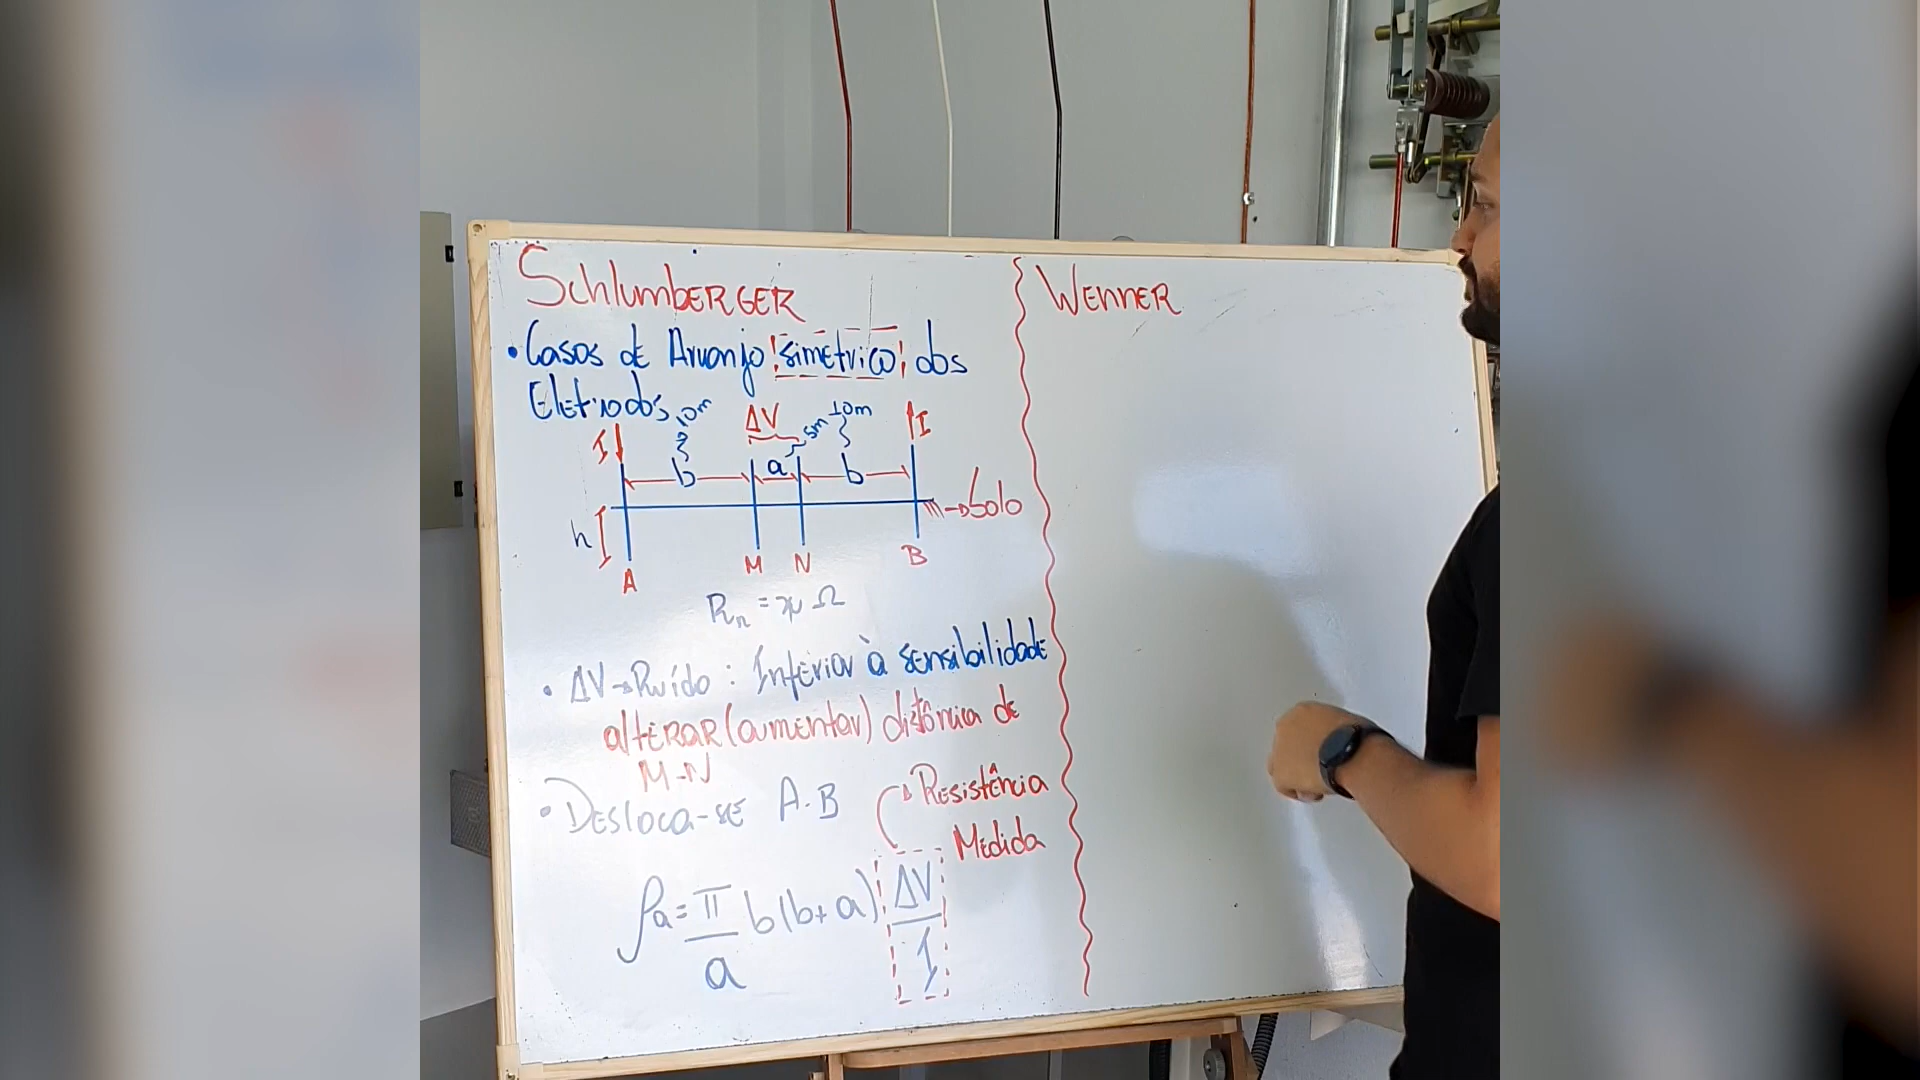 SchlumBERGER
• Casos de Arranjo simétrico dos
Eletrodos
10m
ΔV
5m
10m
I
I
b
a
b
Solo
h
A
M
N
B
Rn = x Ω
• ΔV→Ruído : Inferior à sensibilidade
altERAR (aumentar) distância de
M-N
• Desloca-se A.B
Resistência
Medida
ρa = π/a b(b+a) ΔV/I
WENNER